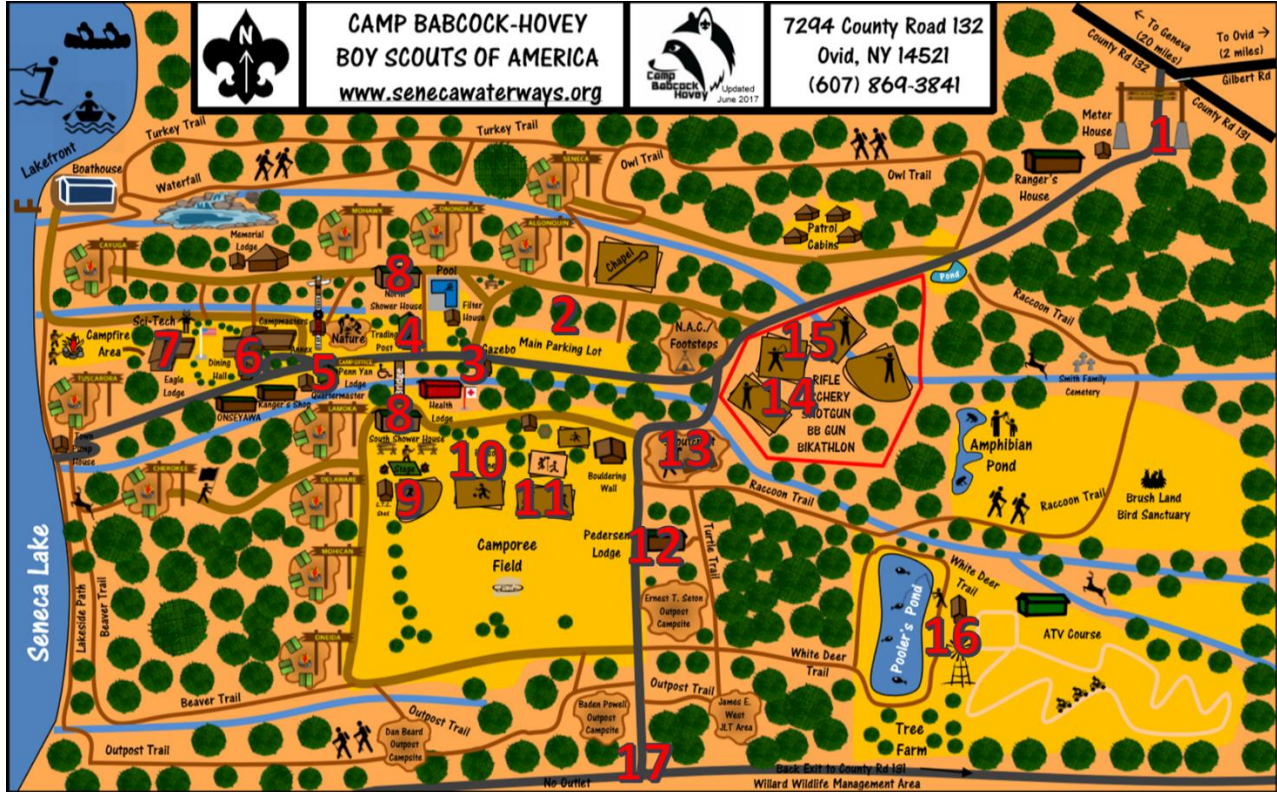 N
CAMP BABCOCK-HOVEY
BOY SCOUTS OF AMERICA
www.senecawaterways.org
Camp
Babcock
Hovey
Updated
June 2017
7294 County Road 132
Ovid, NY 14521
(607) 869-3841
← To Geneva
(20 miles)
County Rd 132
To Ovid →
(2 miles)
Gilbert Rd
County Rd 131
Meter
House
1
Ranger's
House
Turkey Trail
Turkey Trail
Lakefront
Boathouse
Waterfall
SENECA
Owl Trail
Owl Trail
Patrol
Cabins
MOHAWK
ONONDAGA
ALGONQUIN
CAYUGA
Memorial
Lodge
Chapel
Pond
Raccoon Trail
8
North
Shower House
Pool
Filter
House
2
Main Parking Lot
N.A.C./
Footsteps
Sci-Tech
Campmasters
Annex
Nature
Trading
Post
4
Gazebo
3
Campfire
Area
7
Eagle
Lodge
Dining
Hall
6
5
Penn Yan
Lodge
Quartermaster
Bridge
Health
Lodge
15
14
RIFLE
ARCHERY
SHOTGUN
BB GUN
BIKATHLON
Smith Family
Cemetery
TUSCARORA
ONSEYAWA
Ranger's Shop
LAMOKA
8
South Shower House
Pump
House
CHEROKEE
DELAWARE
Stage
9
10
11
Bouldering
Wall
13
Raccoon Trail
Amphibian
Pond
Raccoon Trail
Brush Land
Bird Sanctuary
Camporee
Field
Pedersen
Lodge
12
Turtle Trail
MOHICAN
Ernest T. Seton
Outpost
Campsite
White Deer
Trail
Pooler's Pond
16
ATV Course
Seneca Lake
Lakeside Path
Beaver Trail
ONEIDA
White Deer
Trail
Beaver Trail
Outpost Trail
Outpost Trail
Outpost Trail
Dan Beard
Outpost
Campsite
Baden Powell
Outpost
Campsite
James E.
West
JLT Area
Tree
Farm
17
No Outlet
Back Exit to County Rd 131
Willard Wildlife Management Area